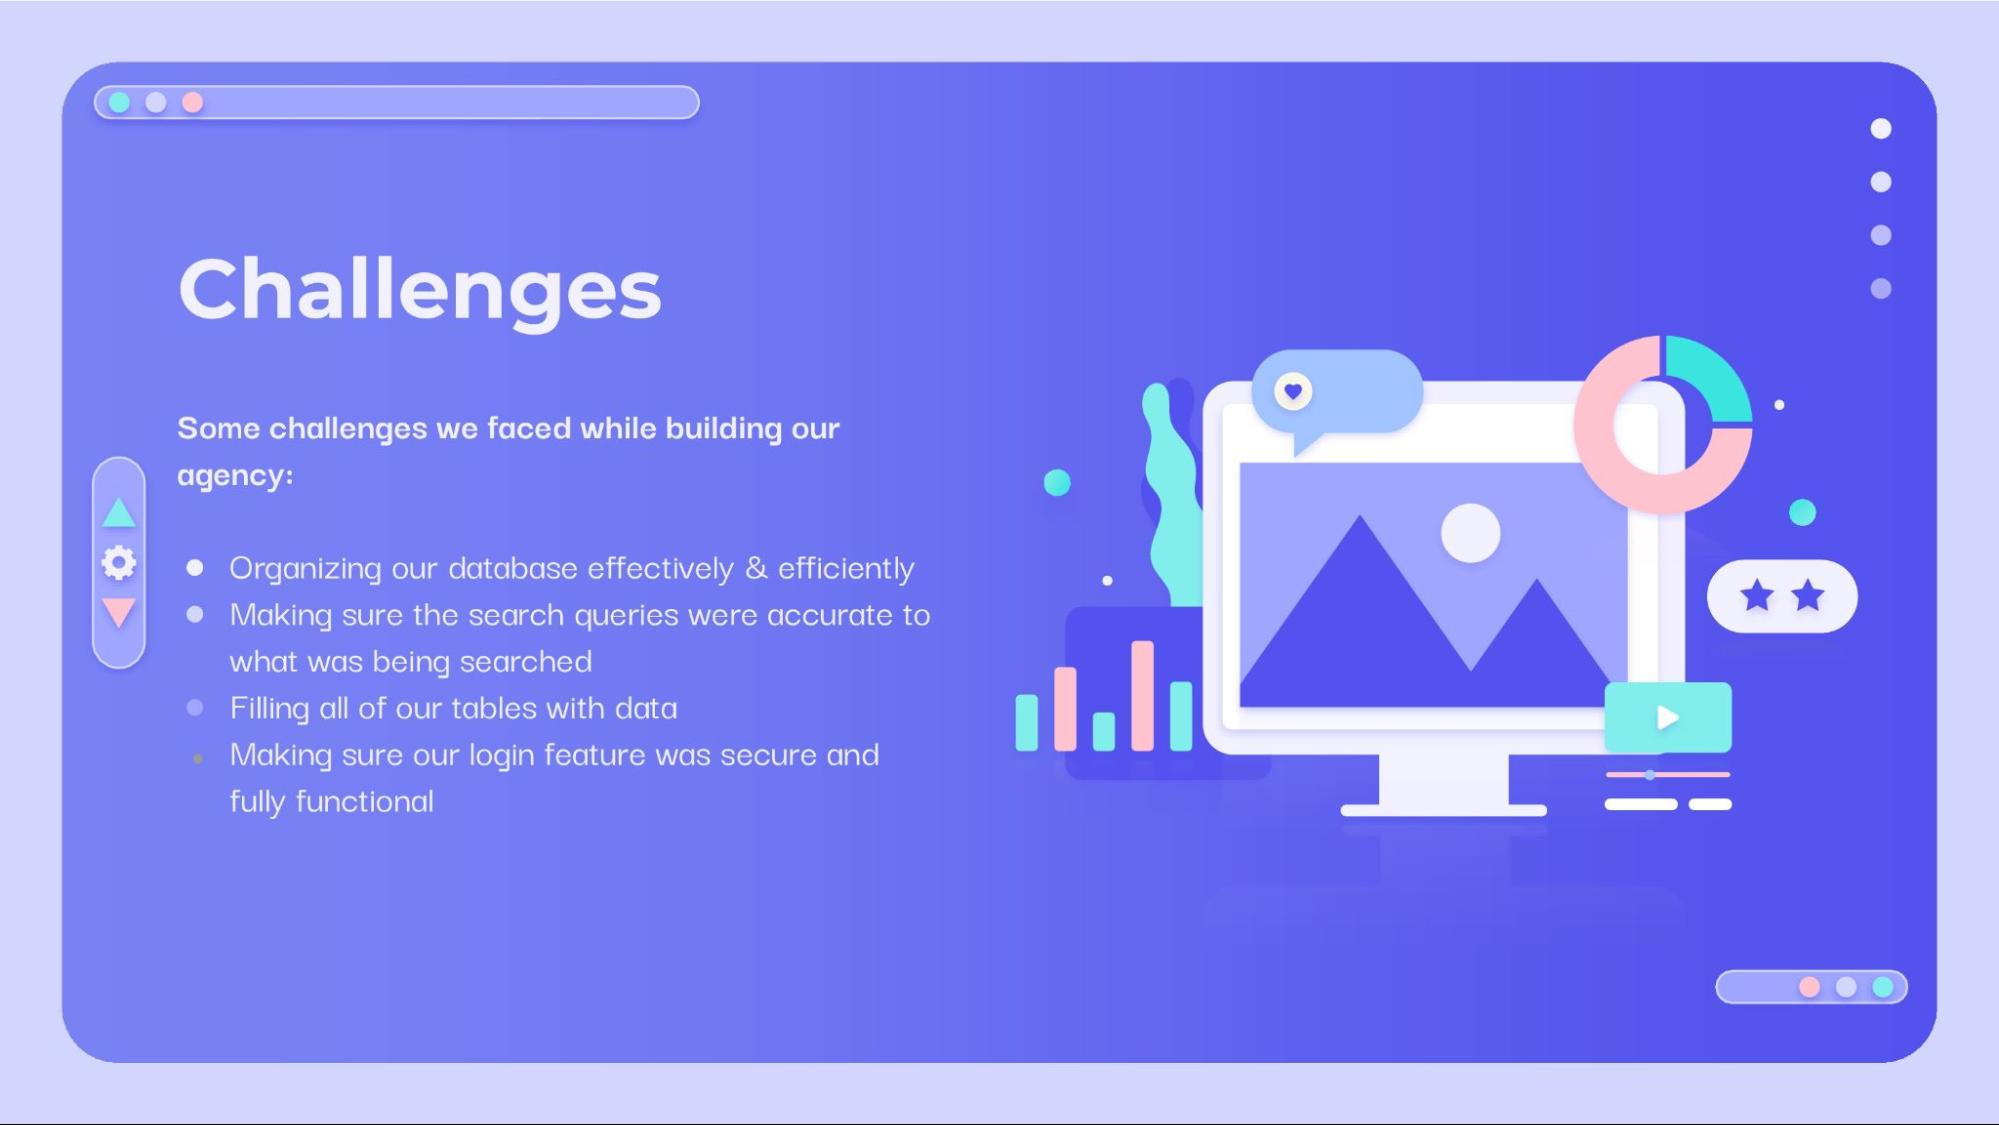 Challenges
Some challenges we faced while building our
agency:
● Organizing our database effectively & efficiently
● Making sure the search queries were accurate to
what was being searched
● Filling all of our tables with data
● Making sure our login feature was secure and
fully functional